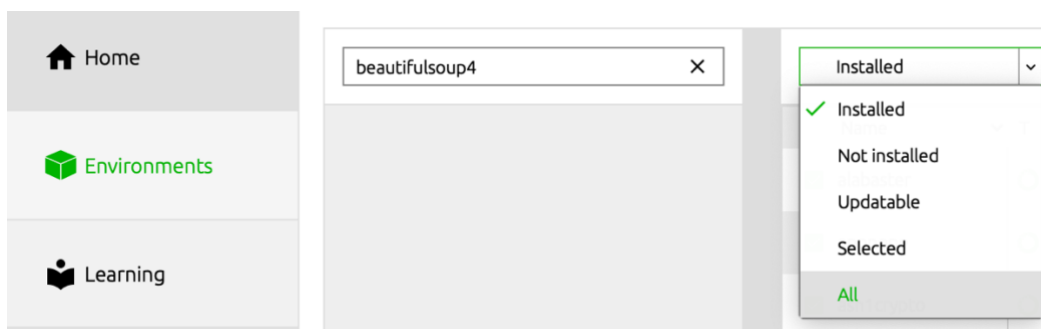 Home
Environments
Learning
beautifulsoup4
Installed
Installed
Not installed
Updatable
Selected
All